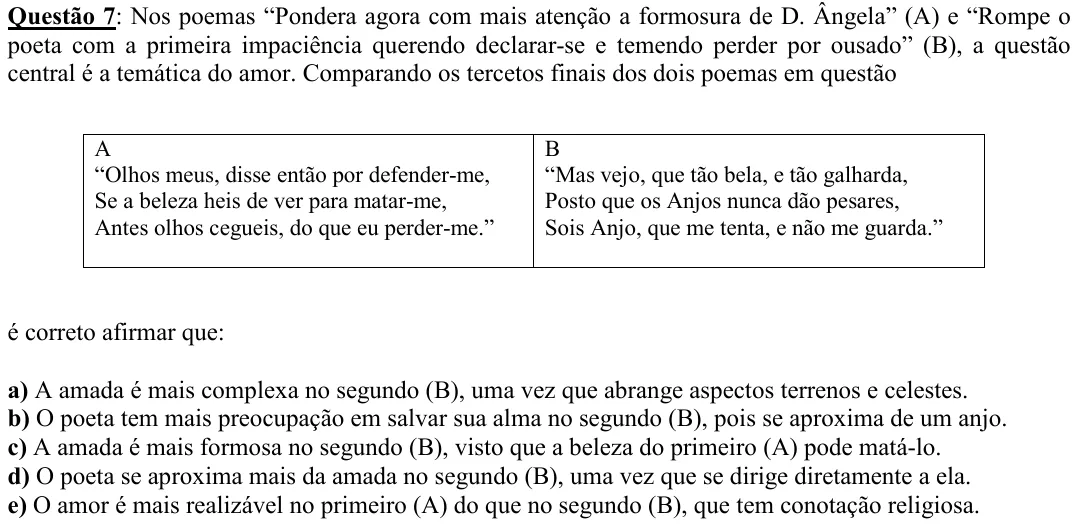 Questão 7: Nos poemas “Pondera agora com mais atenção a formosura de D. Ângela” (A) e “Rompe o
poeta com a primeira impaciência querendo declarar-se e temendo perder por ousado” (B), a questão
central é a temática do amor. Comparando os tercetos finais dos dois poemas em questão
A
“Olhos meus, disse então por defender-me,
Se a beleza heis de ver para matar-me,
Antes olhos cegueis, do que eu perder-me.”
B
“Mas vejo, que tão bela, e tão galharda,
Posto que os Anjos nunca dão pesares,
Sois Anjo, que me tenta, e não me guarda.”
é correto afirmar que:
a) A amada é mais complexa no segundo (B), uma vez que abrange aspectos terrenos e celestes.
b) O poeta tem mais preocupação em salvar sua alma no segundo (B), pois se aproxima de um anjo.
c) A amada é mais formosa no segundo (B), visto que a beleza do primeiro (A) pode matá-lo.
d) O poeta se aproxima mais da amada no segundo (B), uma vez que se dirige diretamente a ela.
e) O amor é mais realizável no primeiro (A) do que no segundo (B), que tem conotação religiosa.